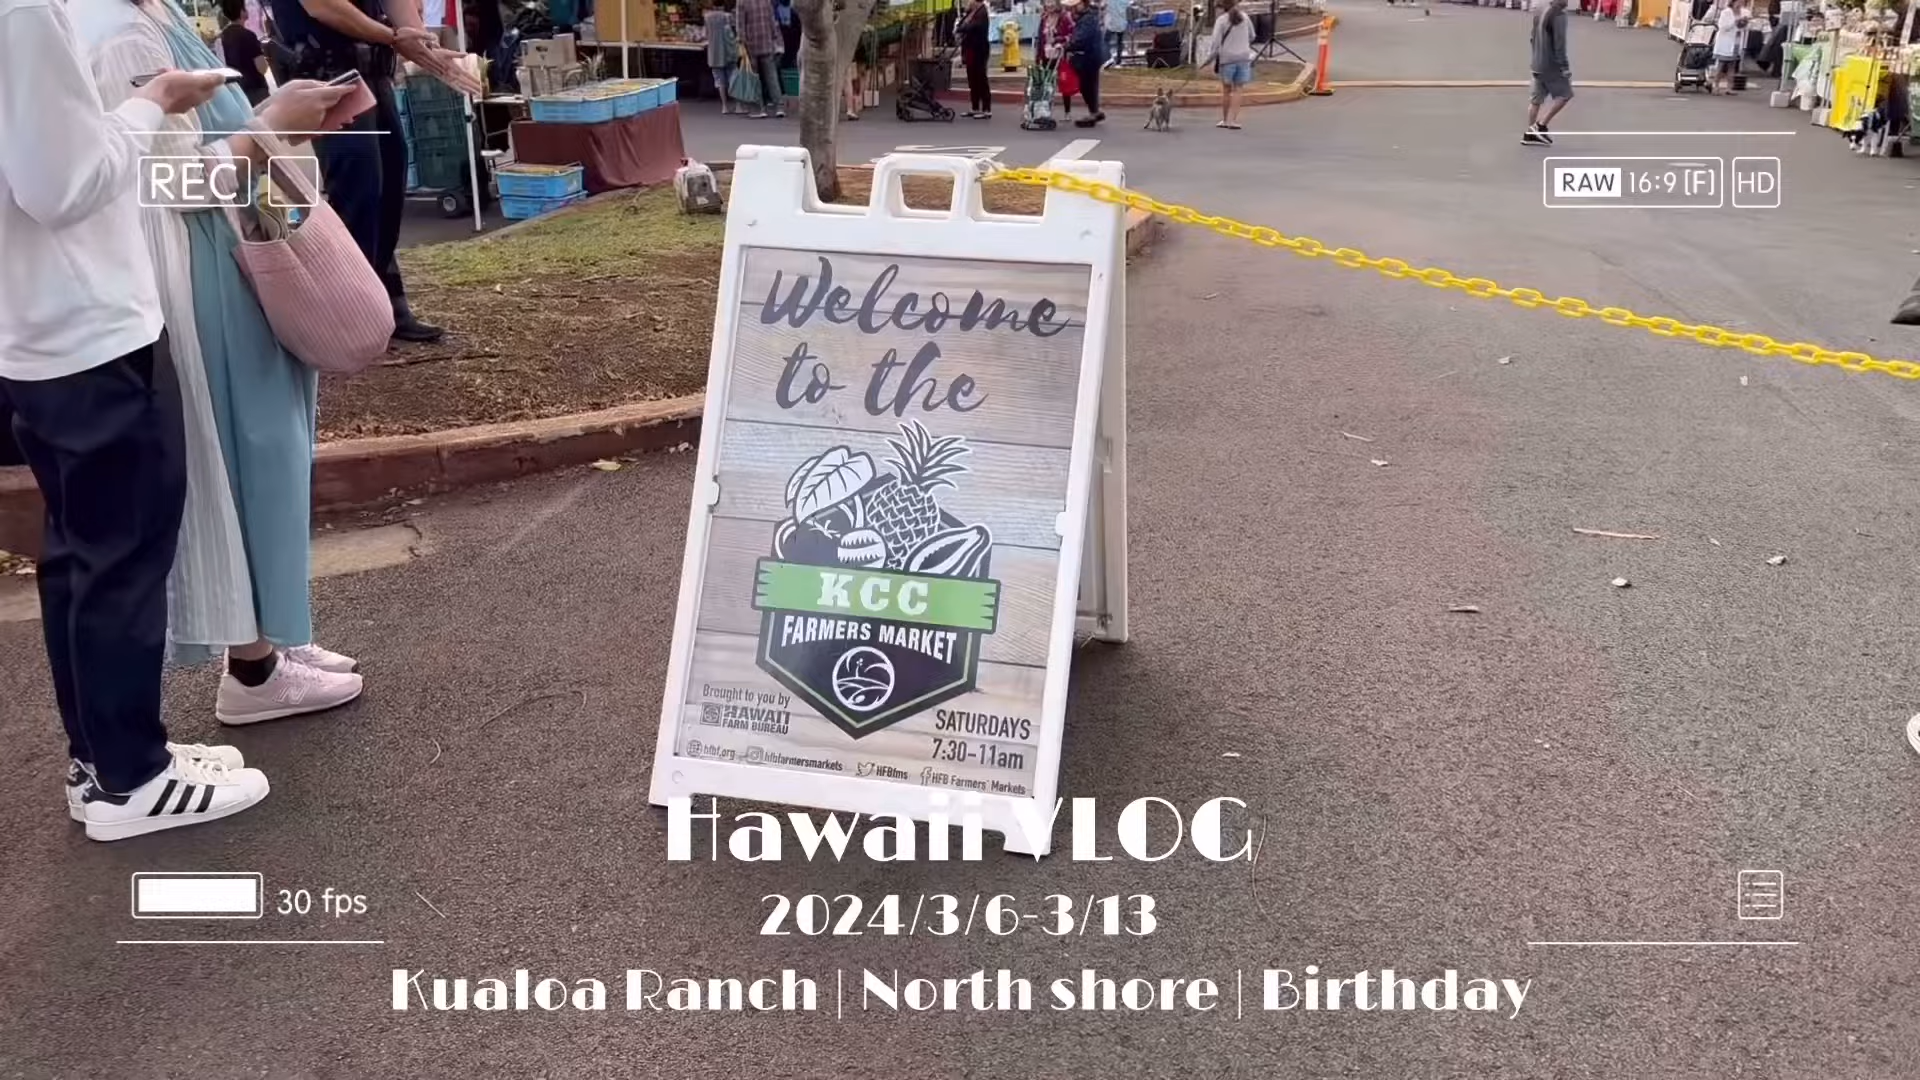 REC
RAW 16:9 [F] HD
Welcome
to the
KCC
FARMERS MARKET
Brought to you by
HAWAII
FARM BUREAU
SATURDAYS
7:30-11am
hfbf.org hfbfarmersmarkets HFBfms HFB Farmers' Markets
Hawaii VLOG
30 fps
2024/3/6-3/13
Kualoa Ranch | North shore | Birthday